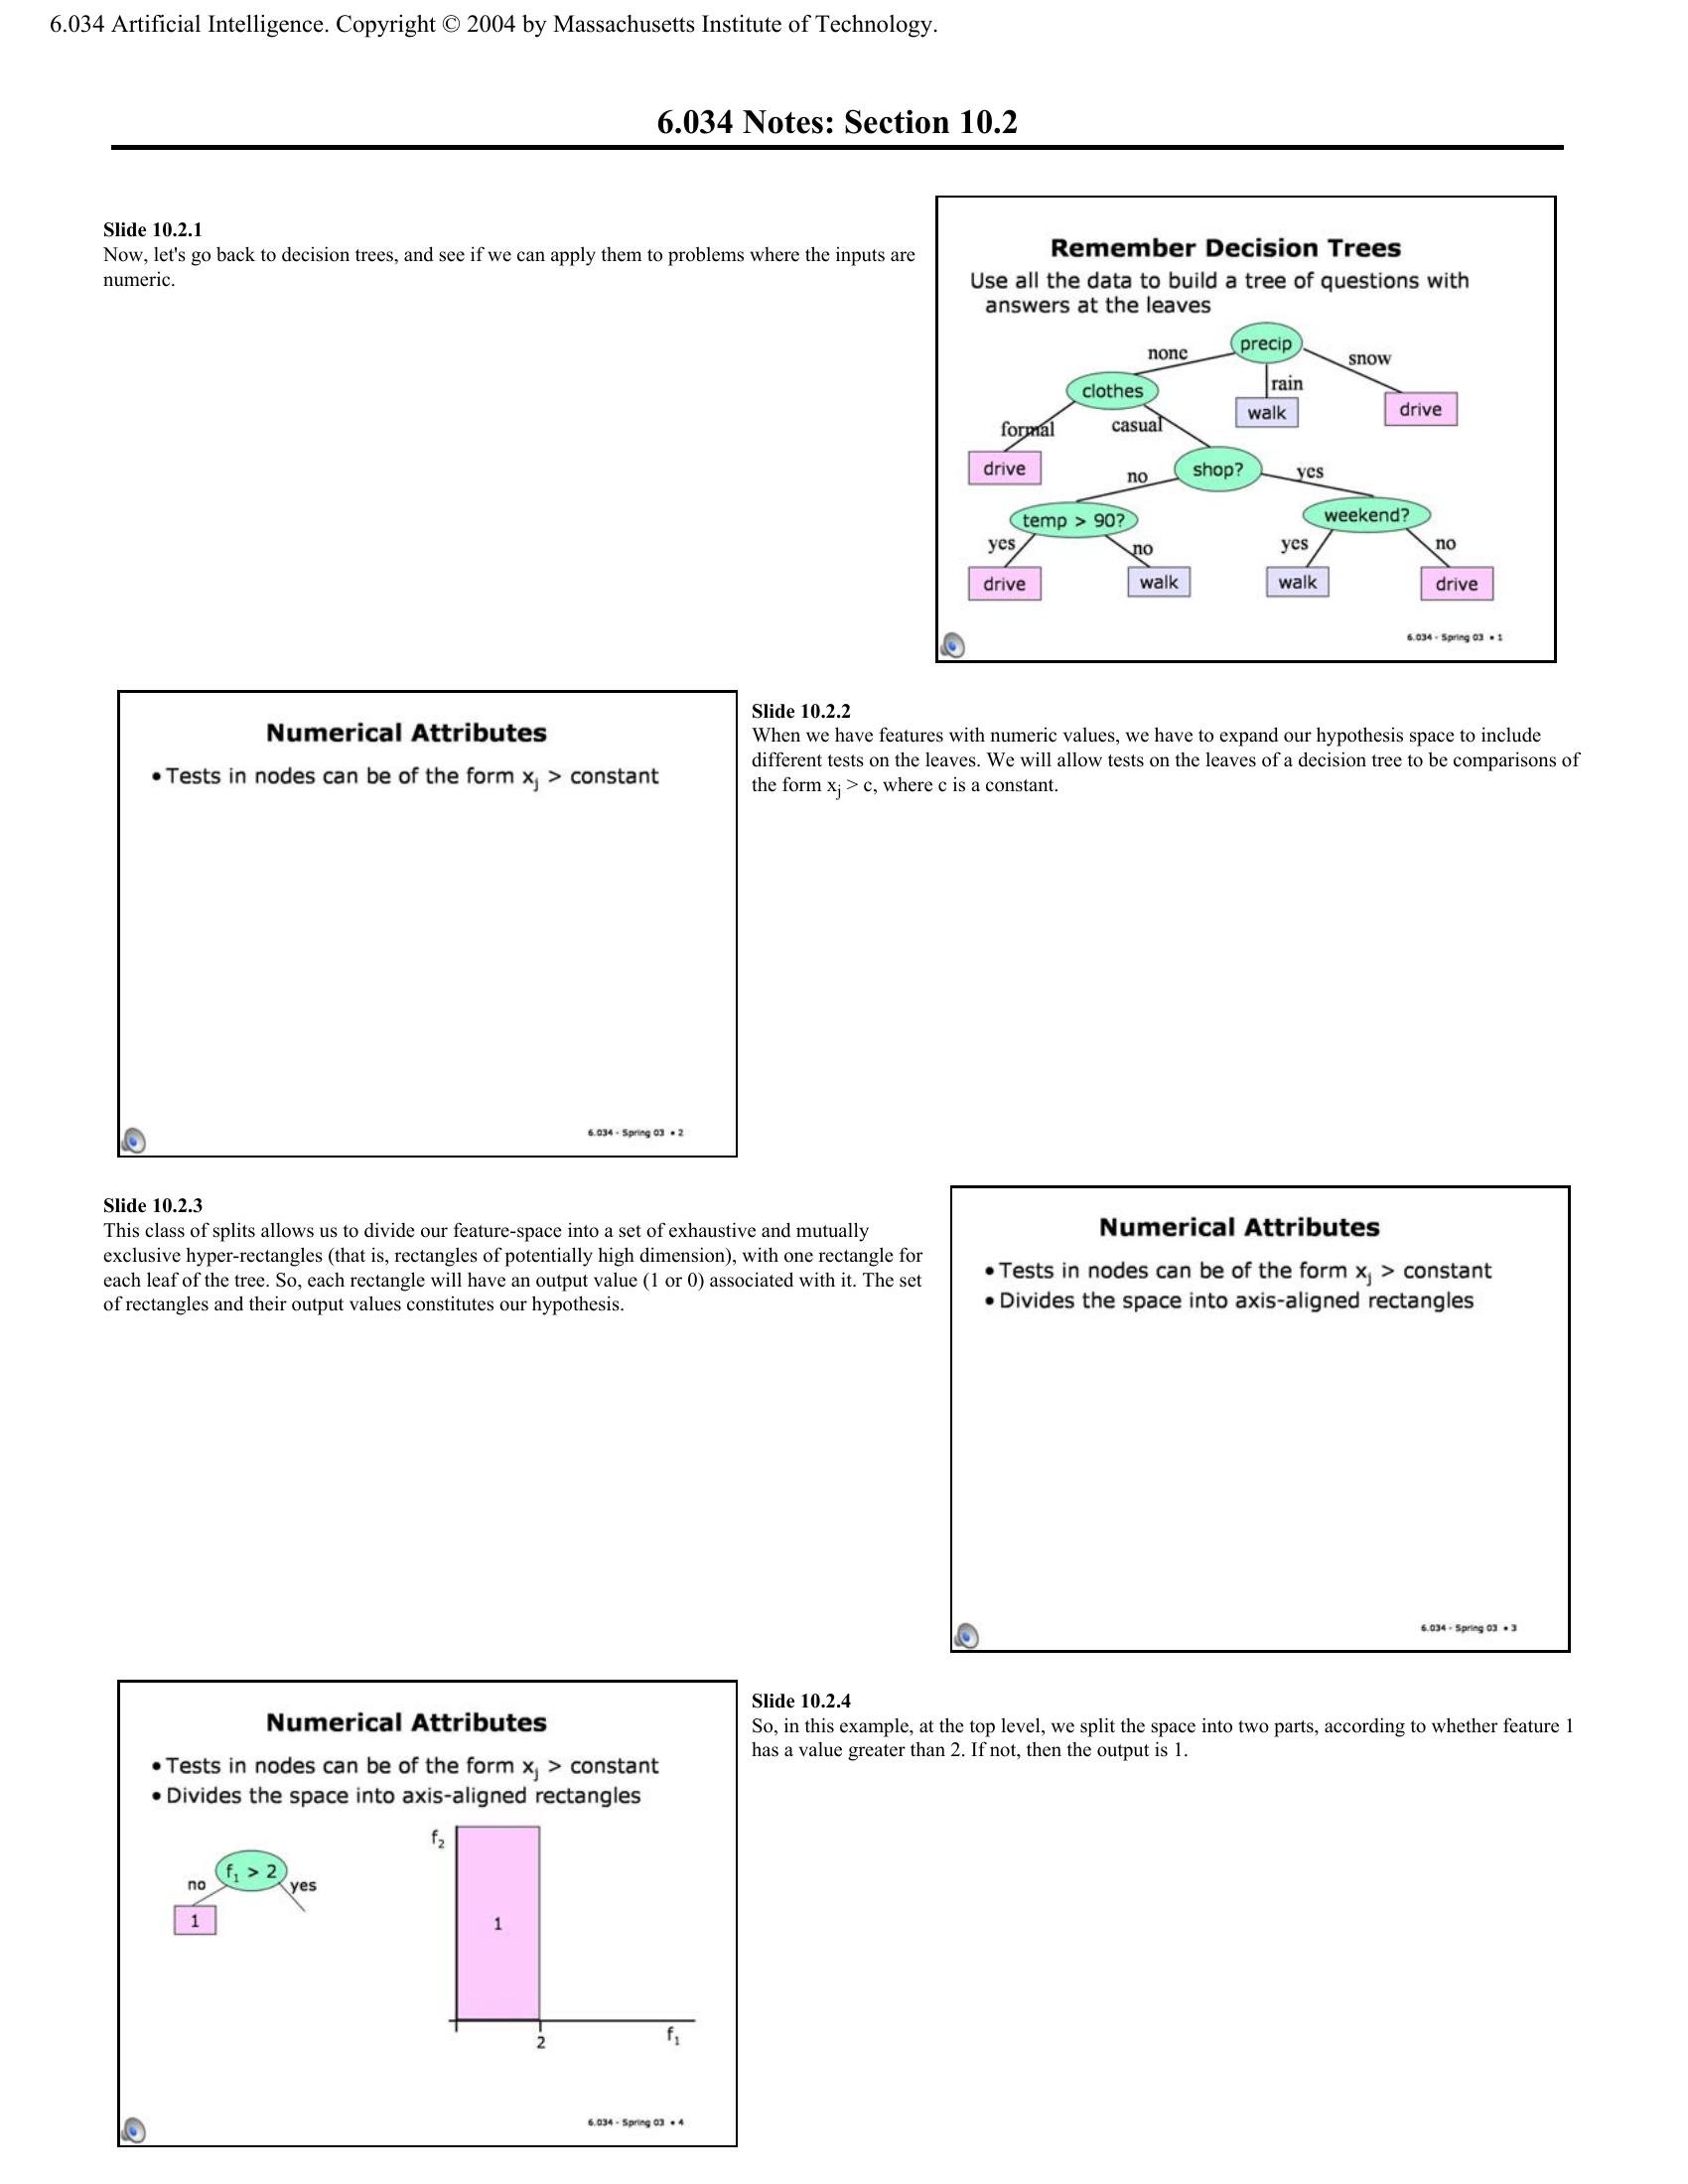 6.034 Artificial Intelligence. Copyright © 2004 by Massachusetts Institute of Technology.
6.034 Notes: Section 10.2
Slide 10.2.1
Now, let's go back to decision trees, and see if we can apply them to problems where the inputs are
numeric.
Remember Decision Trees
Use all the data to build a tree of questions with
answers at the leaves
precip
none
snow
rain
clothes
walk
drive
formal
casual
drive
shop?
no
yes
temp > 90?
weekend?
yes
no
yes
no
drive
walk
walk
drive
6.034 - Spring 03 • 1
Numerical Attributes
• Tests in nodes can be of the form xj > constant
6.034 - Spring 03 • 2
Slide 10.2.2
When we have features with numeric values, we have to expand our hypothesis space to include
different tests on the leaves. We will allow tests on the leaves of a decision tree to be comparisons of
the form xj > c, where c is a constant.
Slide 10.2.3
This class of splits allows us to divide our feature-space into a set of exhaustive and mutually
exclusive hyper-rectangles (that is, rectangles of potentially high dimension), with one rectangle for
each leaf of the tree. So, each rectangle will have an output value (1 or 0) associated with it. The set
of rectangles and their output values constitutes our hypothesis.
Numerical Attributes
• Tests in nodes can be of the form xj > constant
• Divides the space into axis-aligned rectangles
6.034 - Spring 03 • 3
Numerical Attributes
• Tests in nodes can be of the form xj > constant
• Divides the space into axis-aligned rectangles
f1 > 2
no
yes
1
f2
1
2
f1
6.034 - Spring 03 • 4
Slide 10.2.4
So, in this example, at the top level, we split the space into two parts, according to whether feature 1
has a value greater than 2. If not, then the output is 1.